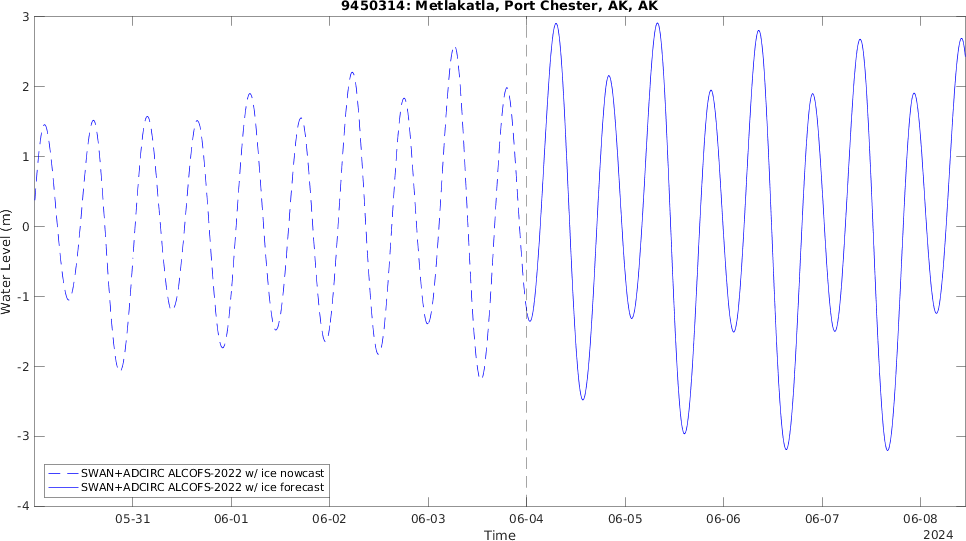 9450314: Metlakatla, Port Chester, AK, AK
3
2
1
0
-1
-2
-3
-4
Water Level (m)
SWAN+ADCIRC ALCOFS-2022 w/ ice nowcast
SWAN+ADCIRC ALCOFS-2022 w/ ice forecast
05-31 06-01 06-02 06-03 06-04 06-05 06-06 06-07 06-08
2024
Time